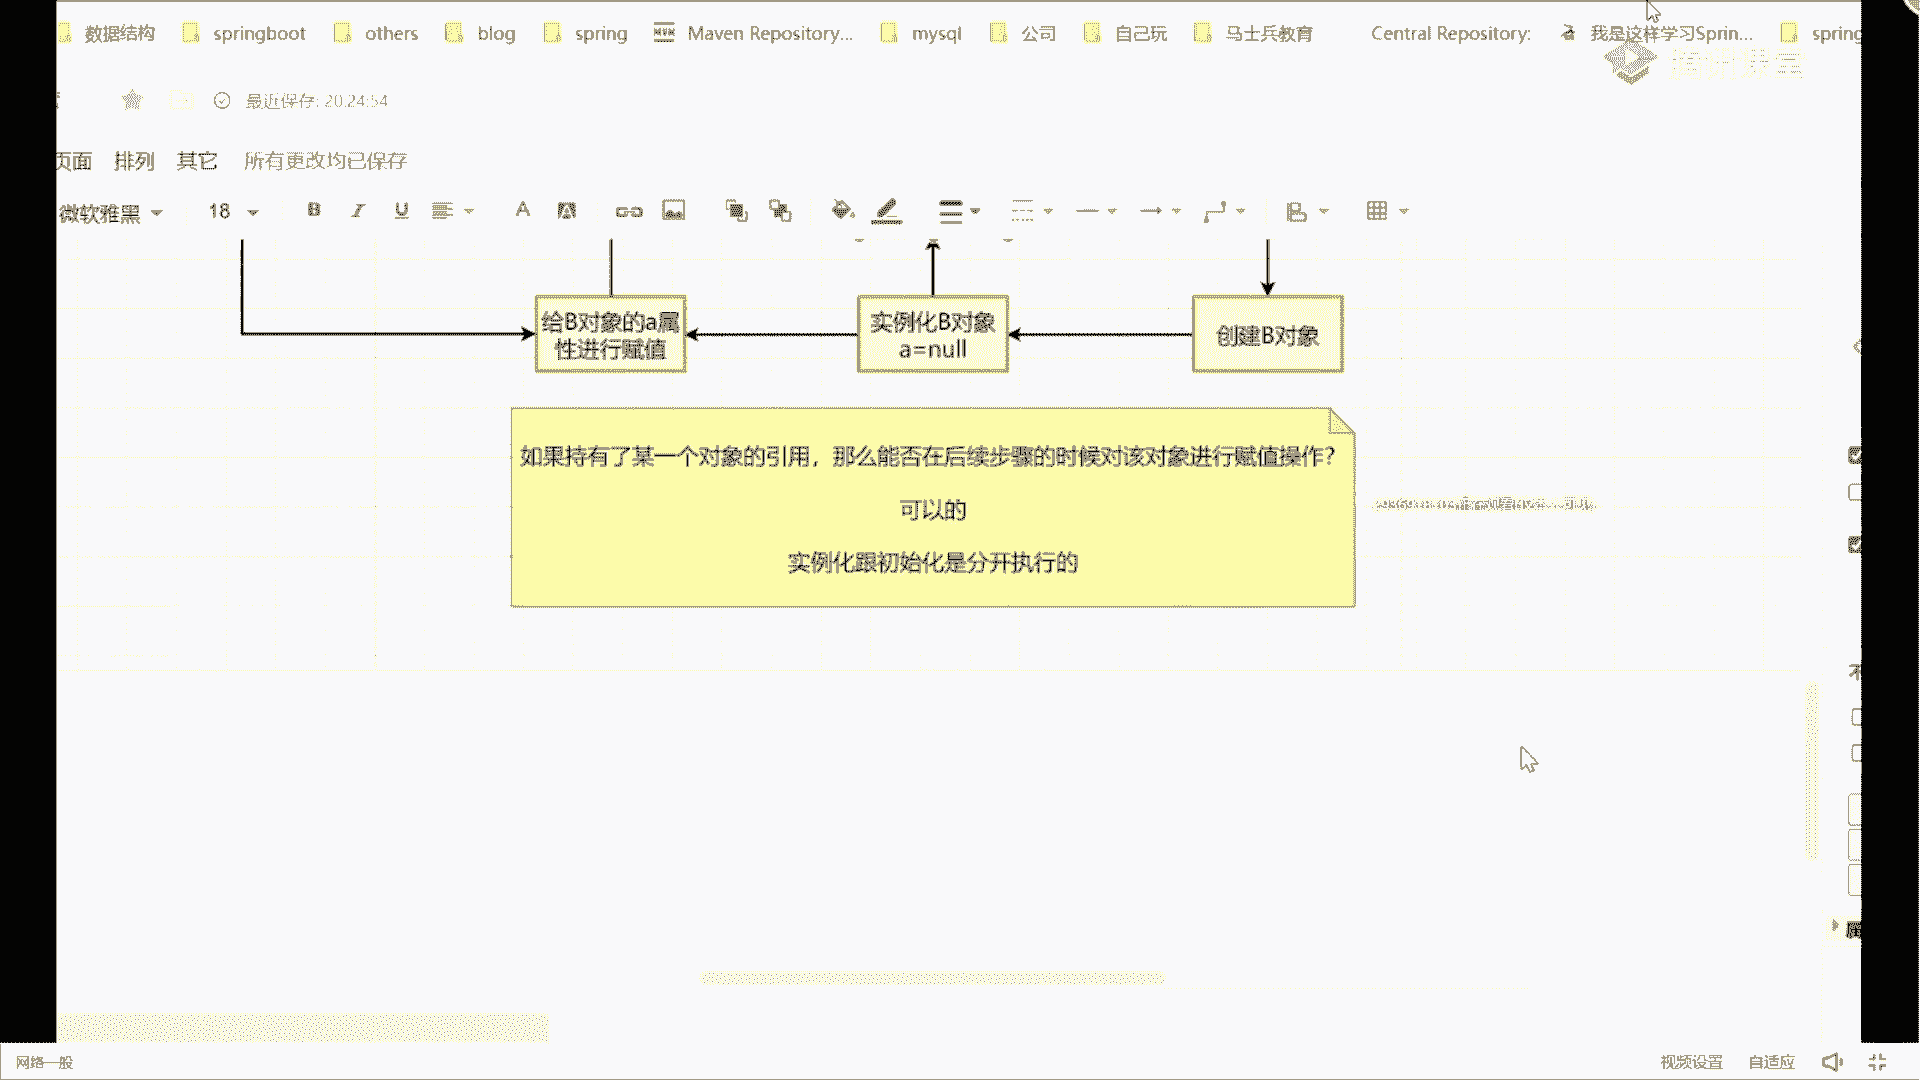 数据结构
springboot
others
blog
spring
Maven Repository...
mysql
公司
自己玩
马士兵教育
Central Repository:
我是这样学习Sprin...
spring
最近保存: 20:24:54
页面
排列
其它
所有更改均已保存
微软雅黑
18
给B对象的a属
性进行赋值
实例化B对象
a=null
创建B对象
如果持有了某一个对象的引用，那么能否在后续步骤的时候对该对象进行赋值操作?
可以的
实例化跟初始化是分开执行的
网络一般
视频设置
自适应